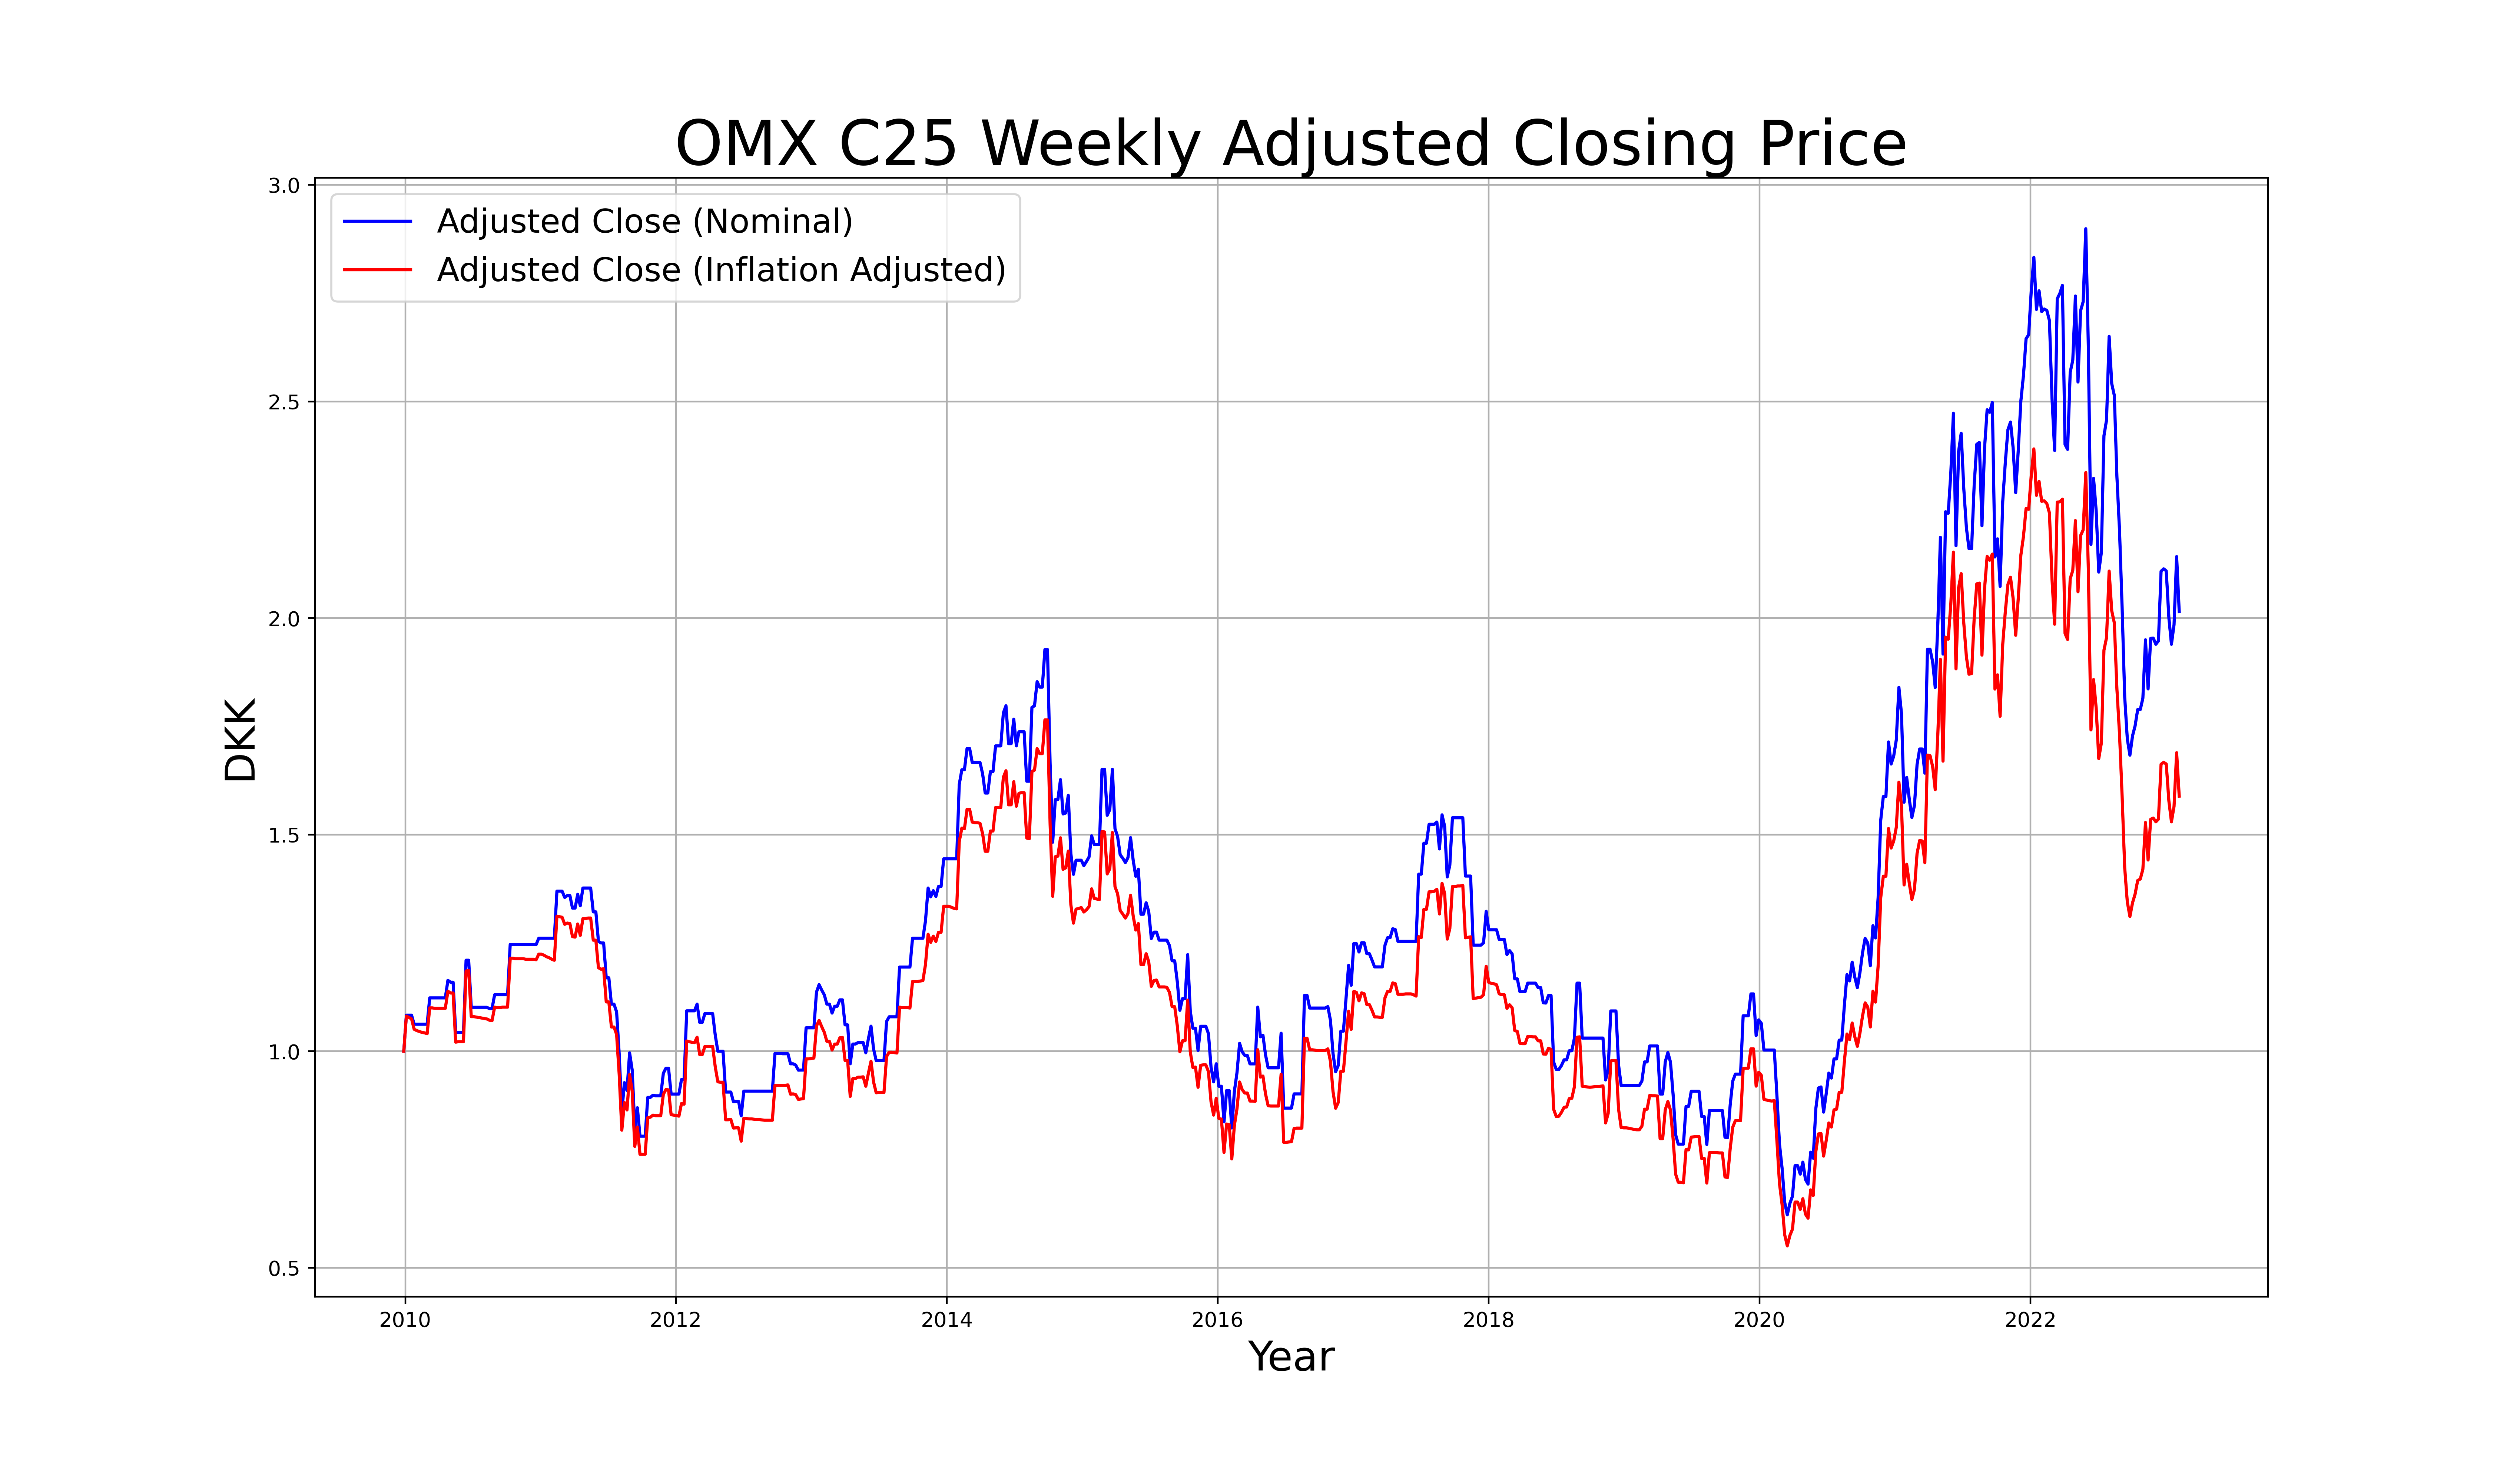 OMX C25 Weekly Adjusted Closing Price
Adjusted Close (Nominal)
Adjusted Close (Inflation Adjusted)
DKK
3.0
2.5
2.0
1.5
1.0
0.5
2010 2012 2014 2016 2018 2020 2022
Year